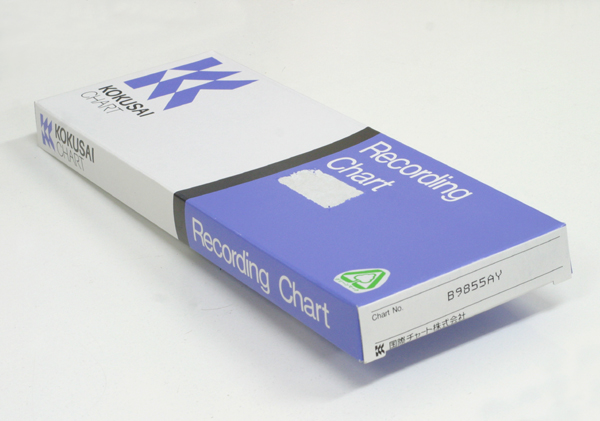 KOKUSAI
CHART
KOKUSAI
CHART
Recording
Chart
Recording Chart
Chart No.
B9855AY
国際チャート株式会社